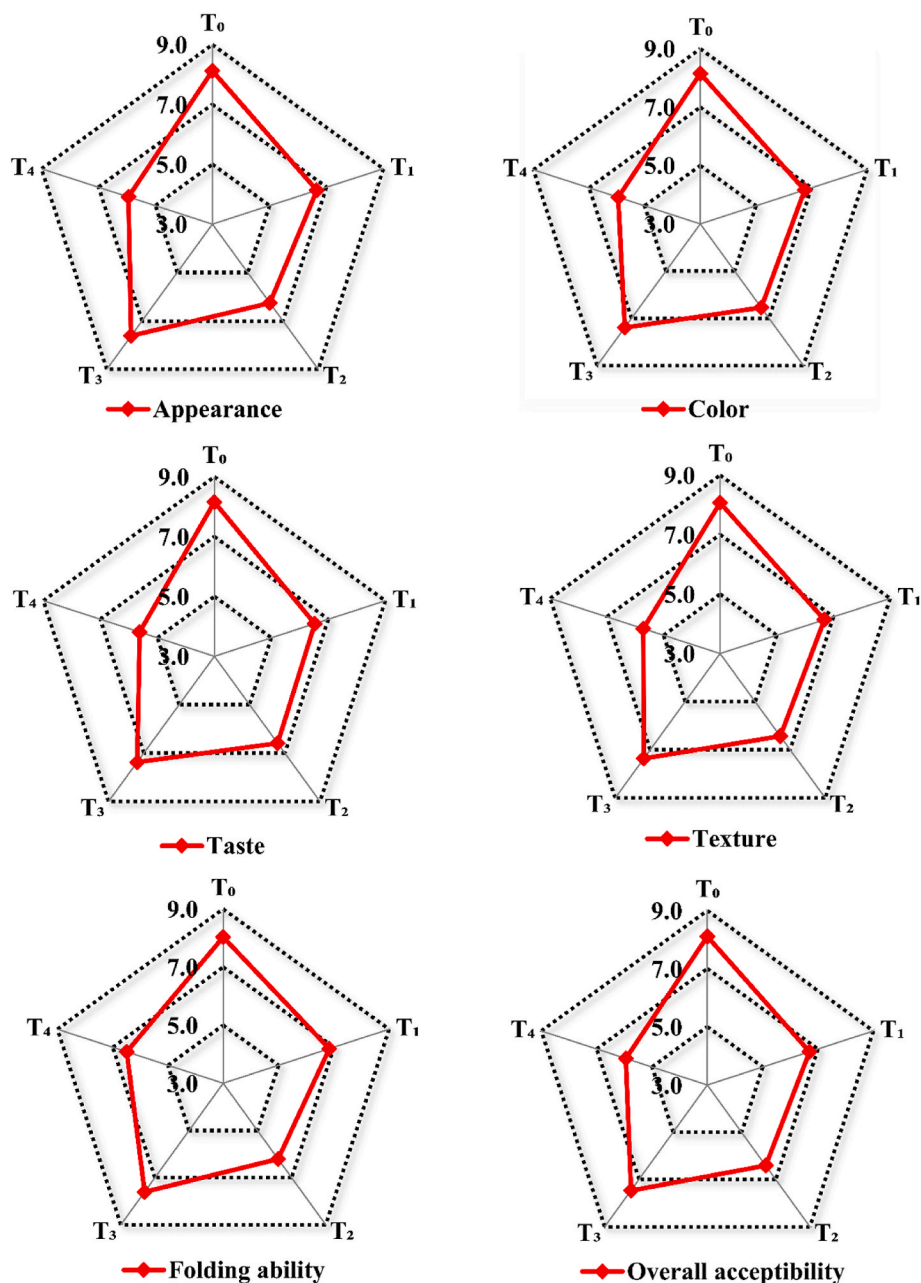 T₀
9.0
7.0
T₄ T₁
5.0
3.0
T₃ T₂
Appearance
T₀
9.0
7.0
T₄ T₁
5.0
3.0
T₃ T₂
Color
T₀
9.0
7.0
T₄ T₁
5.0
3.0
T₃ T₂
Taste
T₀
9.0
7.0
T₄ T₁
5.0
3.0
T₃ T₂
Texture
T₀
9.0
7.0
T₄ T₁
5.0
3.0
T₃ T₂
Folding ability
T₀
9.0
7.0
T₄ T₁
5.0
3.0
T₃ T₂
Overall acceptibility